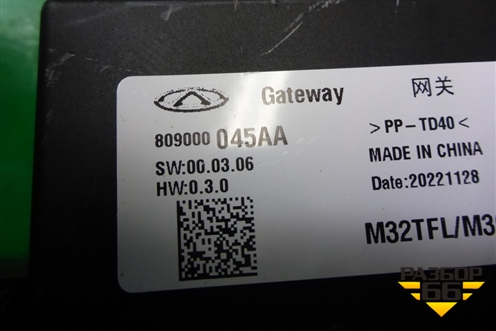 Gateway 网关
809000 045AA >PP-TD40<
SW:00.03.06 MADE IN CHINA
HW:0.3.0 Date:20221128
M32TFL/M3
РАЗБОР
66